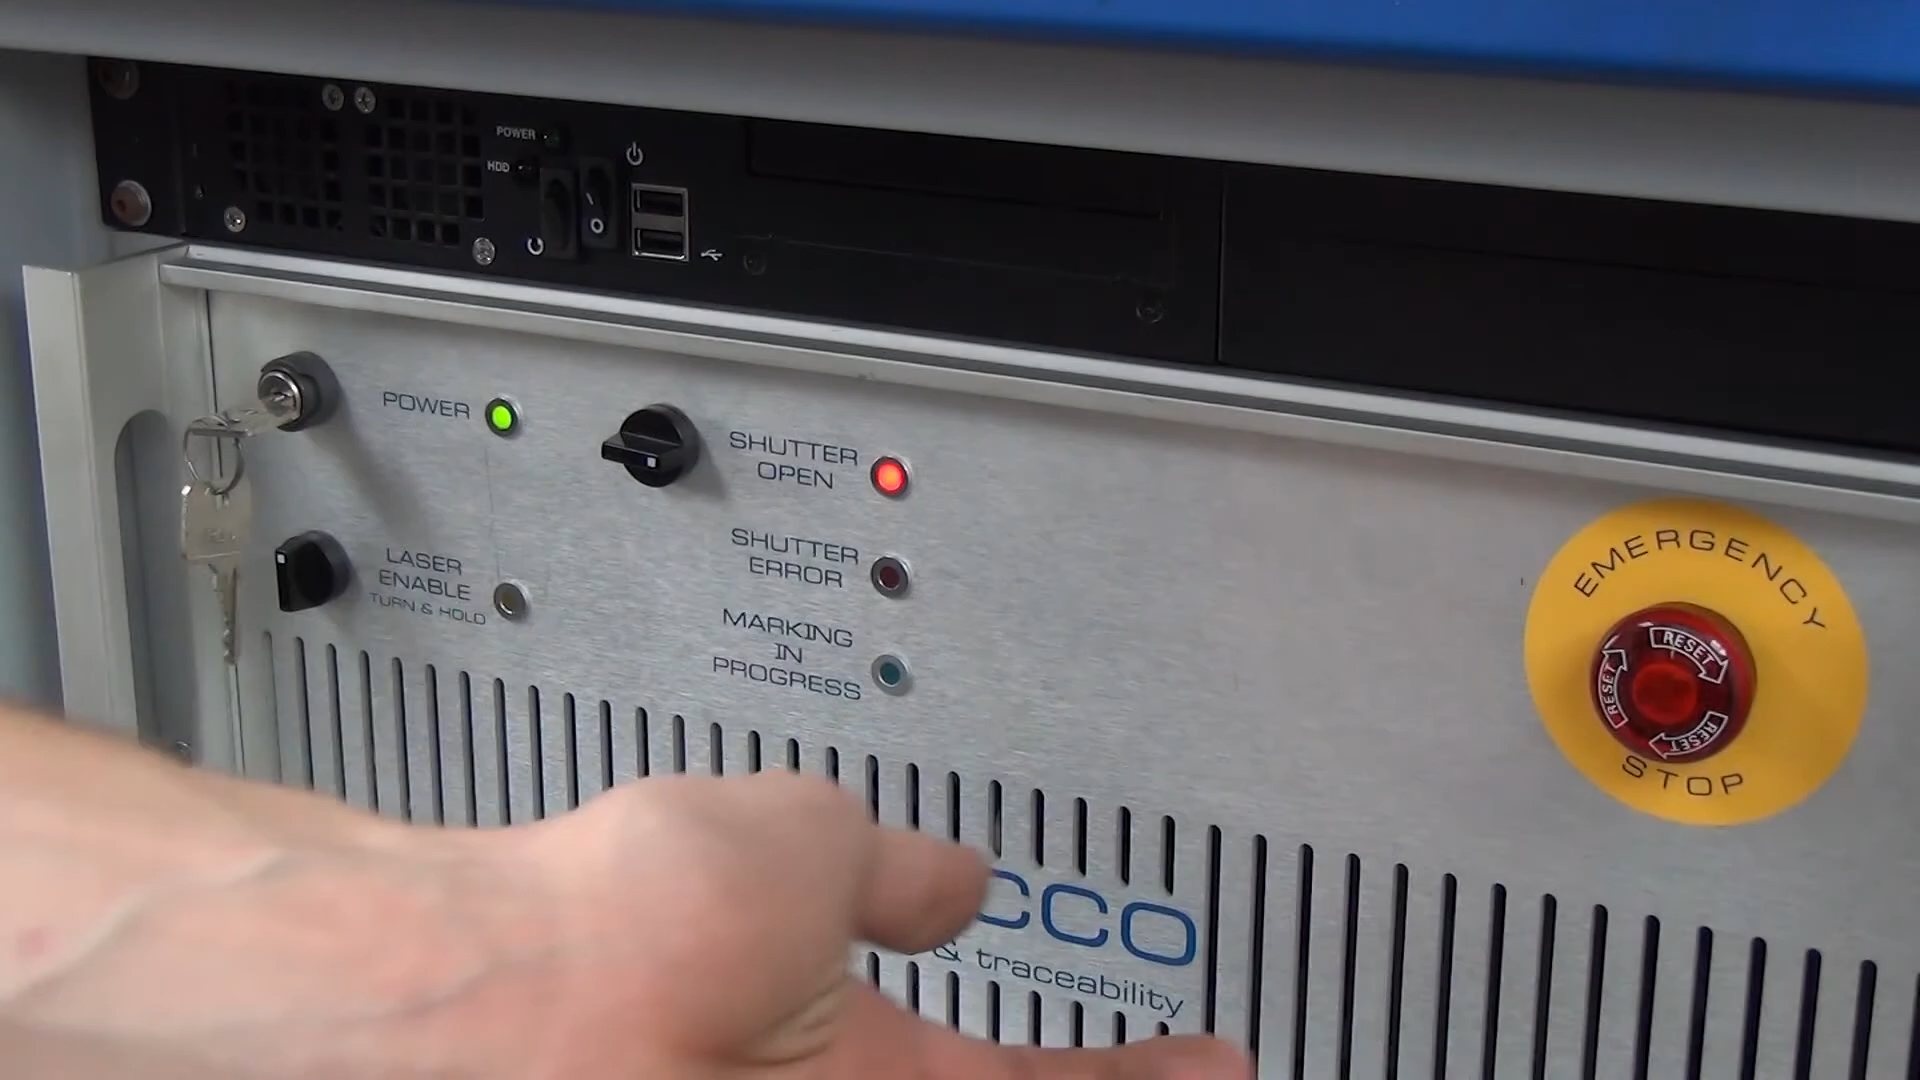 POWER
HDD
POWER
SHUTTER
OPEN
LASER
ENABLE
TURN & HOLD
SHUTTER
ERROR
MARKING
IN
PROGRESS
EMERGENCY
RESET
RESET
RESET
STOP
CCO
& traceability